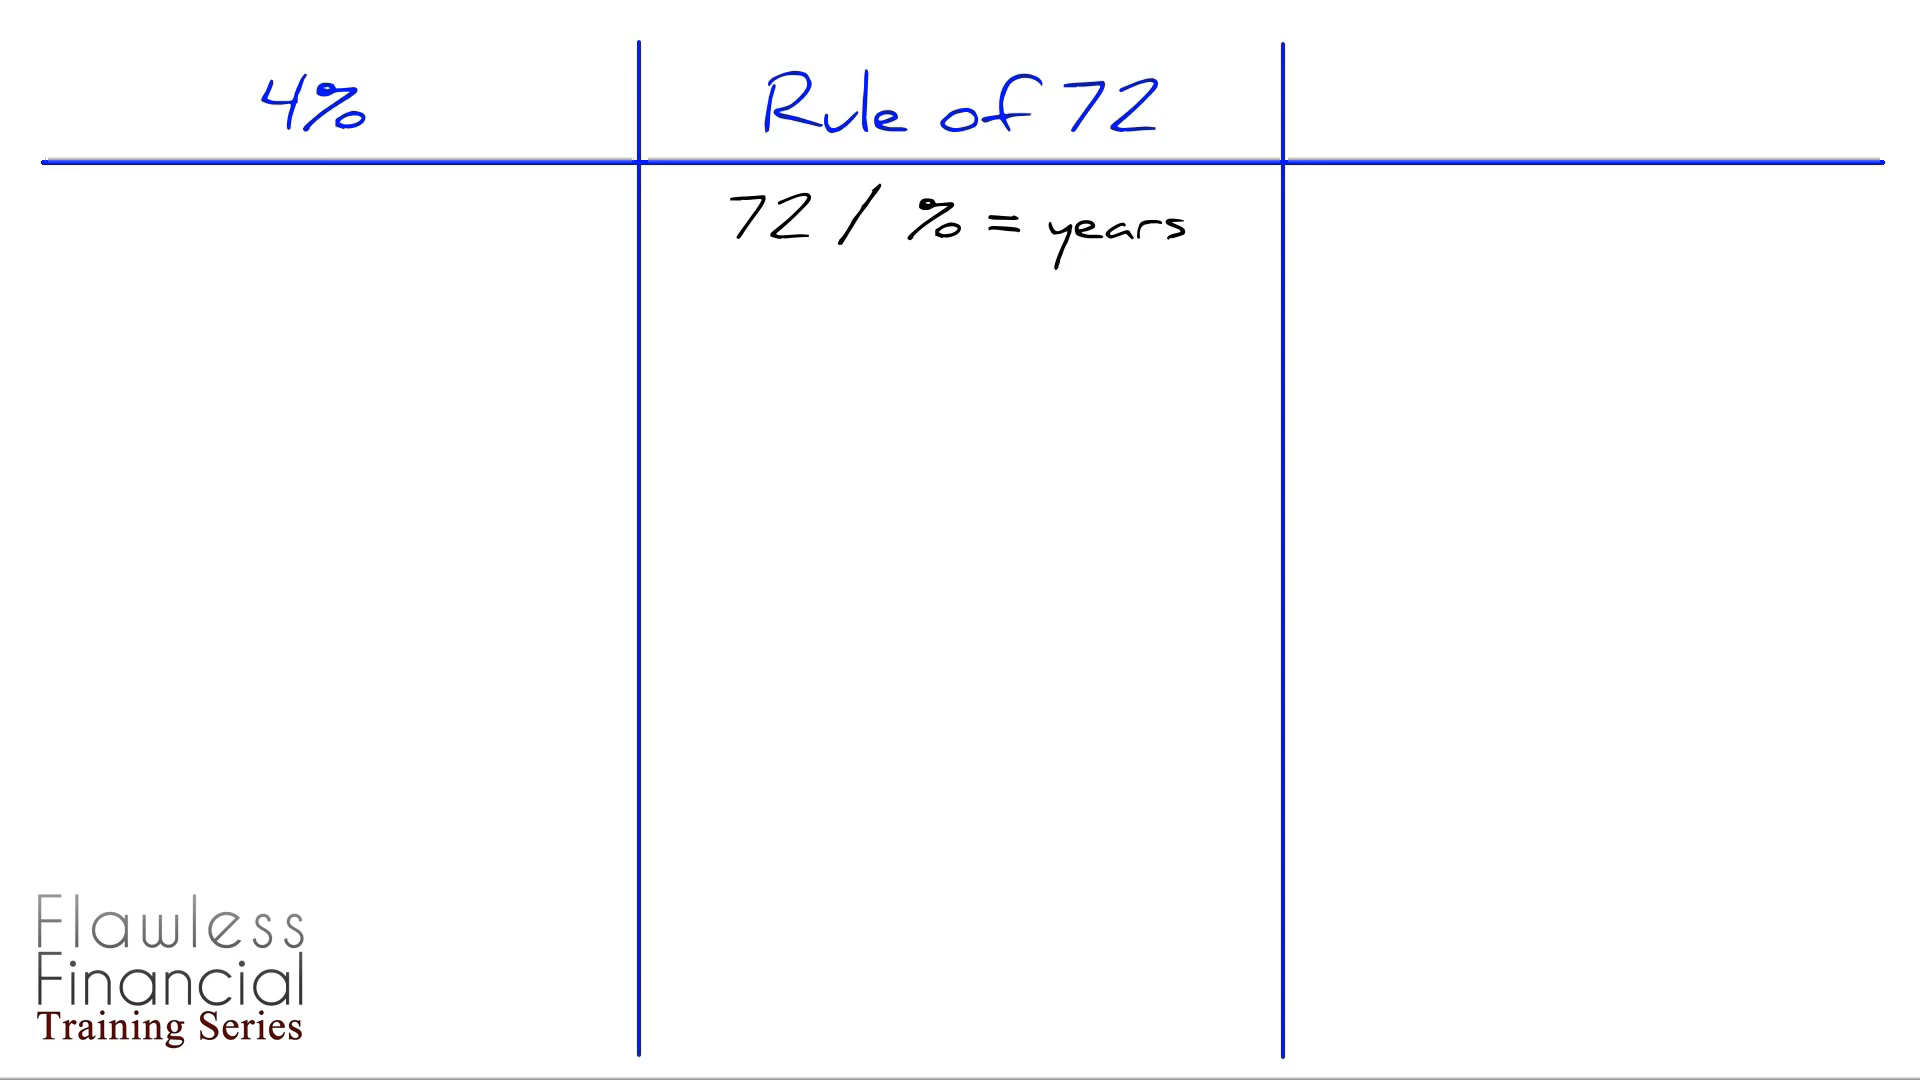 4%
Rule of 72
72 / % = years
Flawless
Financial
Training Series